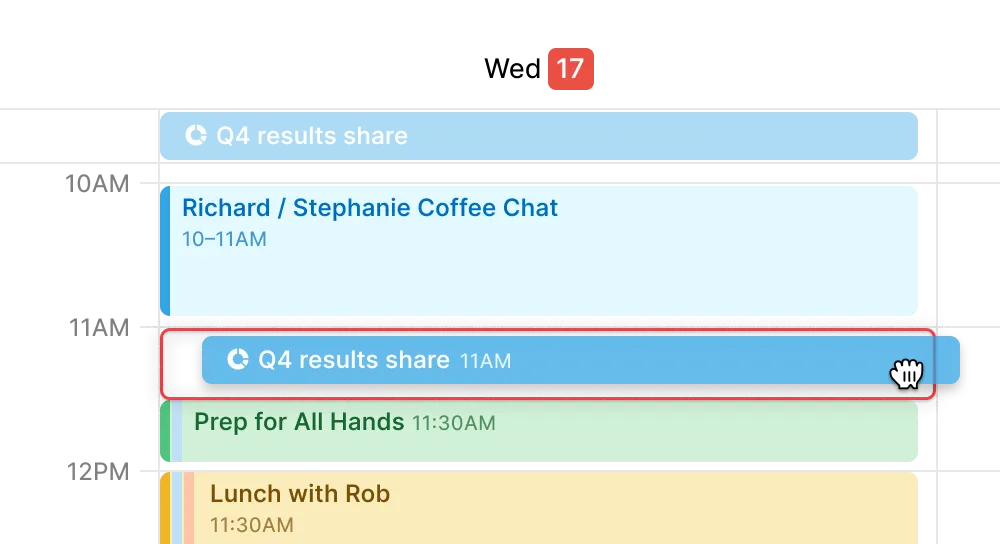 Wed 17
Q4 results share
10AM
Richard / Stephanie Coffee Chat
10–11AM
11AM
Q4 results share 11AM
Prep for All Hands 11:30AM
12PM
Lunch with Rob
11:30AM